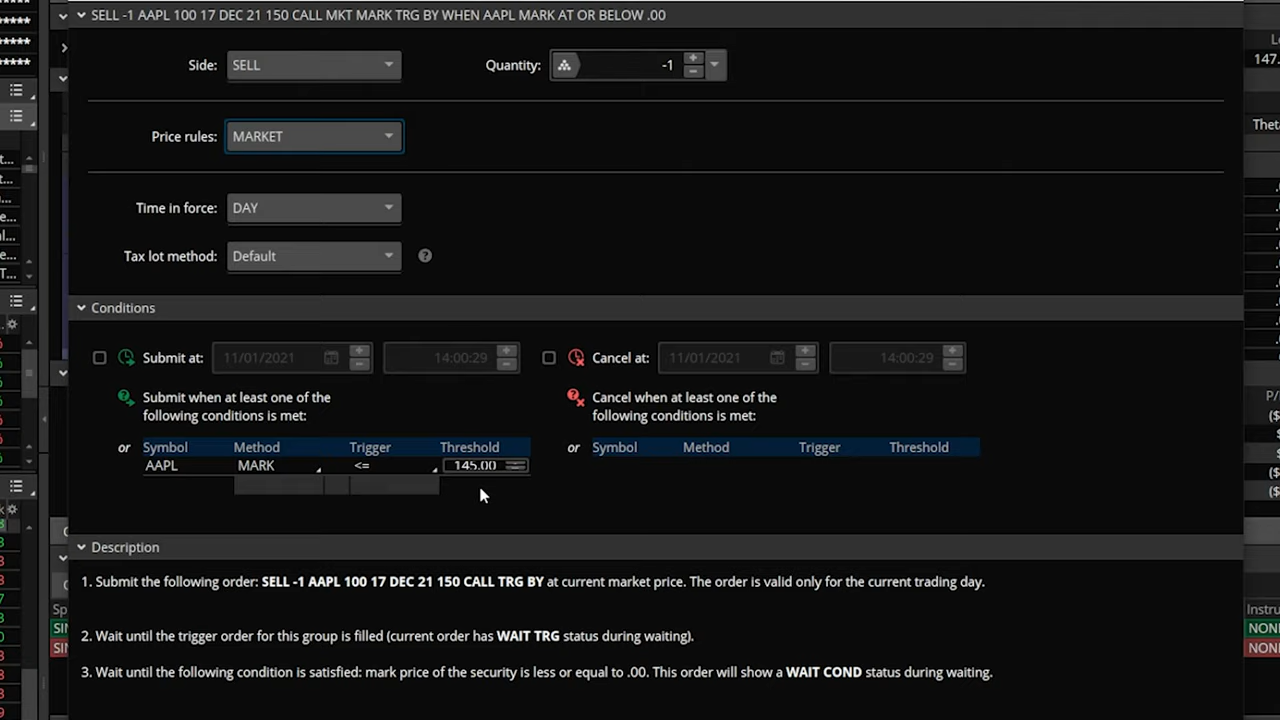 SELL -1 AAPL 100 17 DEC 21 150 CALL MKT MARK TRG BY WHEN AAPL MARK AT OR BELOW .00
Side: SELL Quantity: -1
147.
Price rules: MARKET
Thet
Time in force: DAY
Tax lot method: Default ?
Conditions
Submit at: 11/01/2021 14:00:29 Cancel at: 11/01/2021 14:00:29
Submit when at least one of the
following conditions is met:
Cancel when at least one of the
following conditions is met:
P/
or Symbol Method Trigger Threshold or Symbol Method Trigger Threshold
AAPL MARK <= 145.00
Description
1. Submit the following order: SELL -1 AAPL 100 17 DEC 21 150 CALL TRG BY at current market price. The order is valid only for the current trading day.
Sp
Instru
SIN
NON
2. Wait until the trigger order for this group is filled (current order has WAIT TRG status during waiting).
SIN
NON
3. Wait until the following condition is satisfied: mark price of the security is less or equal to .00. This order will show a WAIT COND status during waiting.